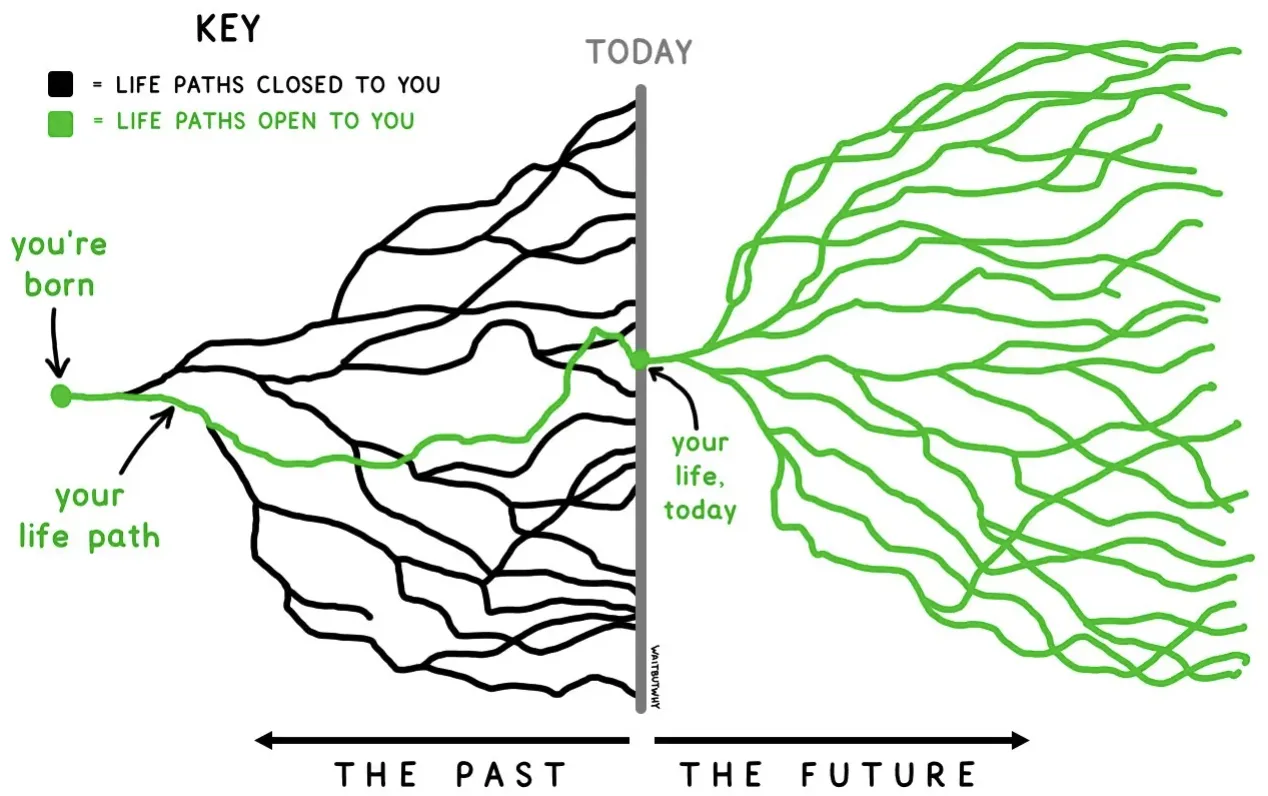 KEY
= LIFE PATHS CLOSED TO YOU
= LIFE PATHS OPEN TO YOU
TODAY
you're
born
your
life path
your
life,
today
WAITBUTWHY
THE PAST
THE FUTURE